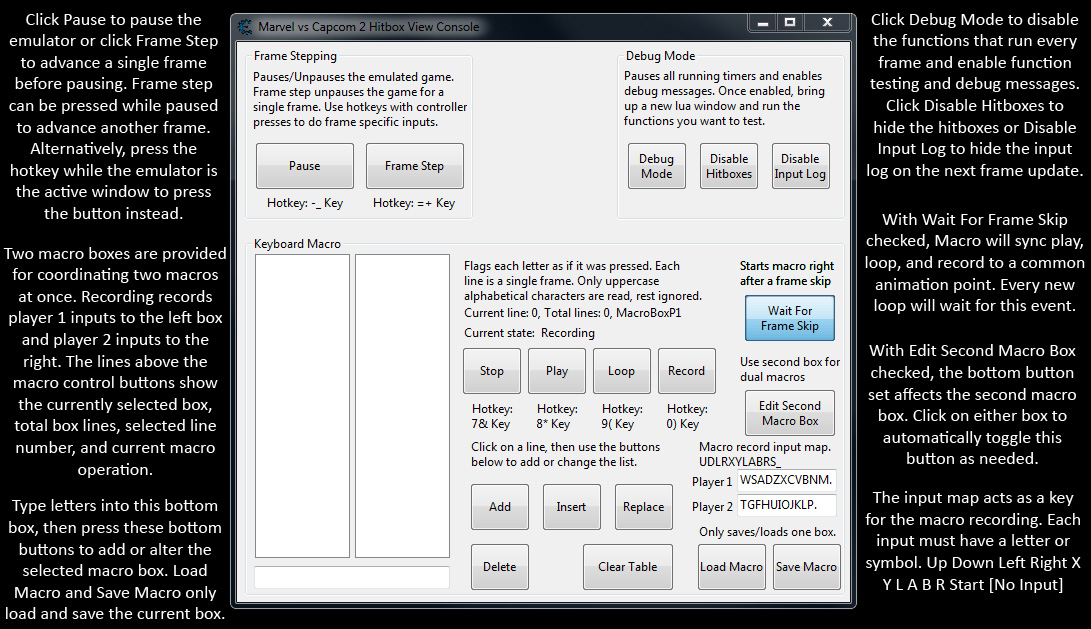 Click Pause to pause the
emulator or click Frame Step
to advance a single frame
before pausing. Frame step
can be pressed while paused
to advance another frame.
Alternatively, press the
hotkey while the emulator is
the active window to press
the button instead.
Two macro boxes are provided
for coordinating two macros
at once. Recording records
player 1 inputs to the left box
and player 2 inputs to the
right. The lines above the
macro control buttons show
the currently selected box,
total box lines, selected line
number, and current macro
operation.
Type letters into this bottom
box, then press these bottom
buttons to add or alter the
selected macro box. Load
Macro and Save Macro only
load and save the current box.
Marvel vs Capcom 2 Hitbox View Console
Frame Stepping
Pauses/Unpauses the emulated game.
Frame step unpauses the game for a
single frame. Use hotkeys with controller
presses to do frame specific inputs.
Pause
Frame Step
Hotkey: -_ Key
Hotkey: =+ Key
Debug Mode
Pauses all running timers and enables
debug messages. Once enabled, bring
up a new lua window and run the
functions you want to test.
Debug
Mode
Disable
Hitboxes
Disable
Input Log
Keyboard Macro
Flags each letter as if it was pressed. Each
line is a single frame. Only uppercase
alphabetical characters are read, rest ignored.
Current line: 0, Total lines: 0, MacroBoxP1
Current state:  Recording
Starts macro right
after a frame skip
Wait For
Frame Skip
Stop
Play
Loop
Record
Hotkey:
7& Key
Hotkey:
8* Key
Hotkey:
9( Key
Hotkey:
0) Key
Use second box for
dual macros
Edit Second
Macro Box
Click on a line, then use the buttons
below to add or change the list.
Macro record input map.
UDLRXYLABRS_
Player 1
WSADZXCVBNM.
Player 2
TGFHUIOJKLP.
Add
Insert
Replace
Only saves/loads one box.
Delete
Clear Table
Load Macro
Save Macro
Click Debug Mode to disable
the functions that run every
frame and enable function
testing and debug messages.
Click Disable Hitboxes to
hide the hitboxes or Disable
Input Log to hide the input
log on the next frame update.
With Wait For Frame Skip
checked, Macro will sync play,
loop, and record to a common
animation point. Every new
loop will wait for this event.
With Edit Second Macro Box
checked, the bottom button
set affects the second macro
box. Click on either box to
automatically toggle this
button as needed.
The input map acts as a key
for the macro recording. Each
input must have a letter or
symbol. Up Down Left Right X
Y L A B R Start [No Input]